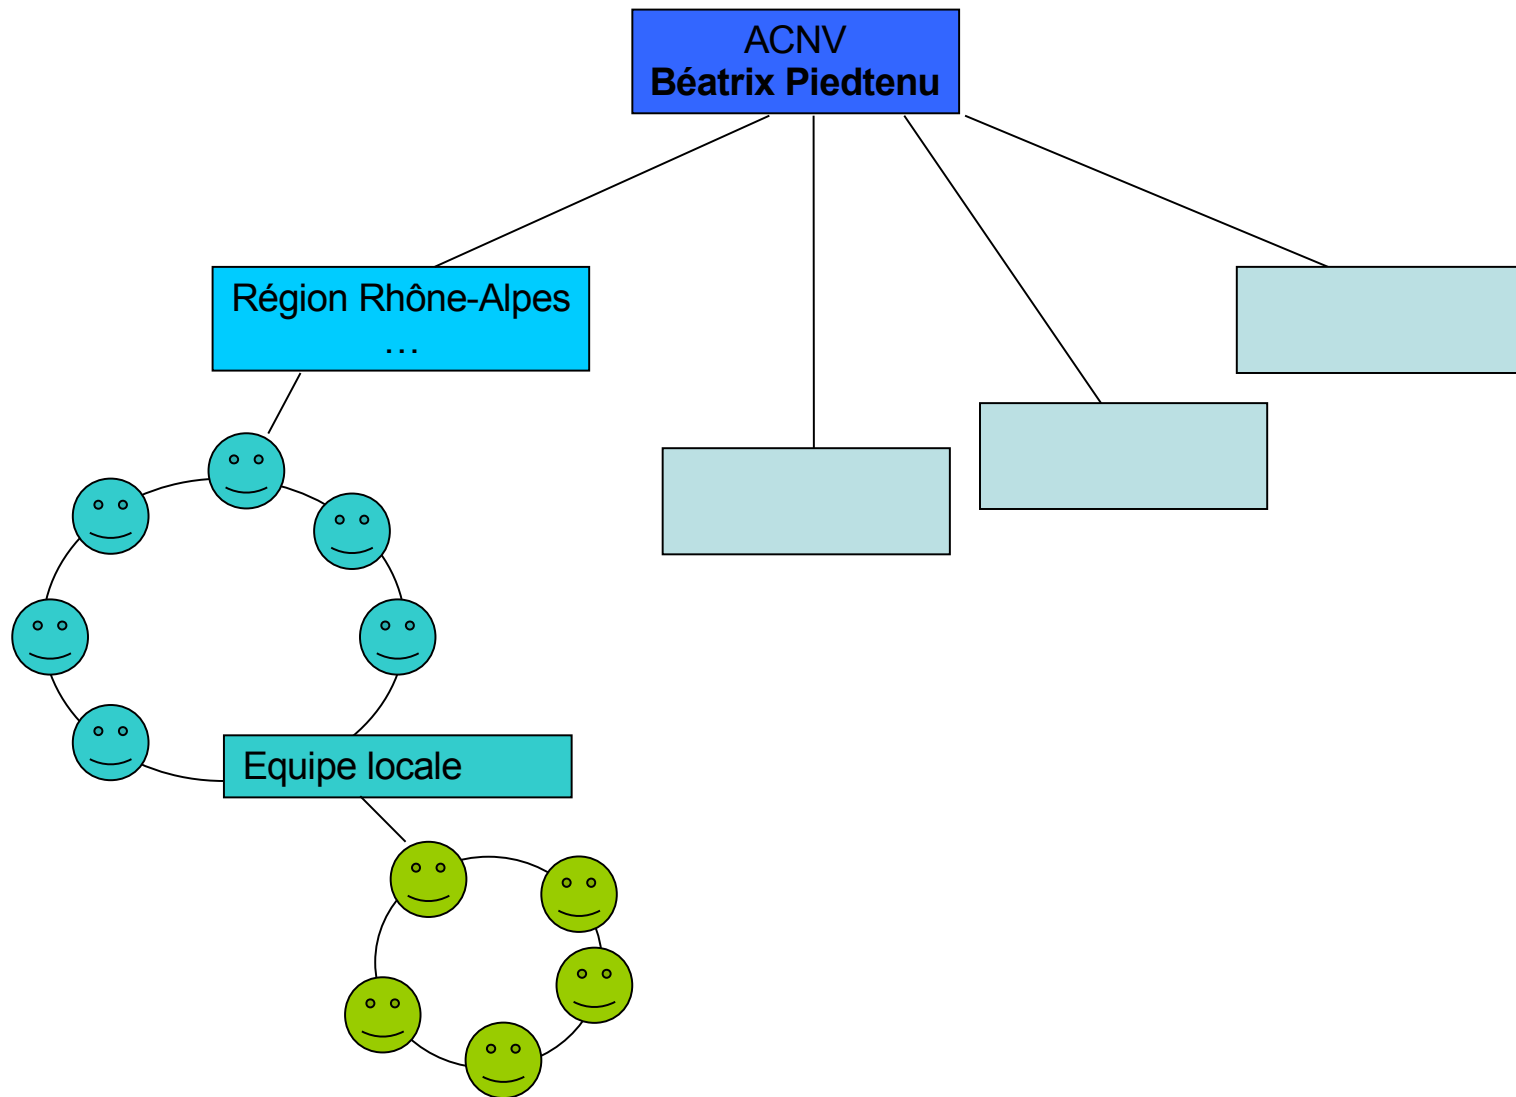 ACNV
Béatrix Piedtenu
Région Rhône-Alpes
…
Equipe locale